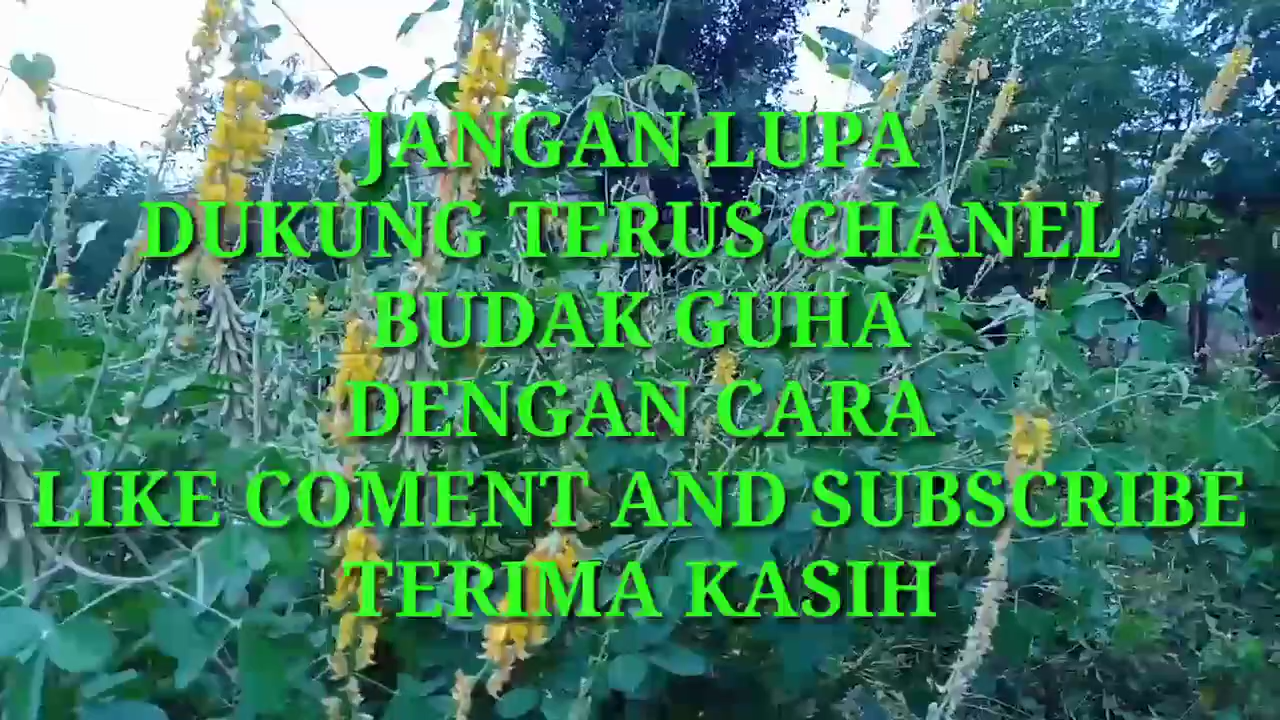 JANGAN LUPA
DUKUNG TERUS CHANEL
BUDAK GUHA
DENGAN CARA
LIKE COMENT AND SUBSCRIBE
TERIMA KASIH